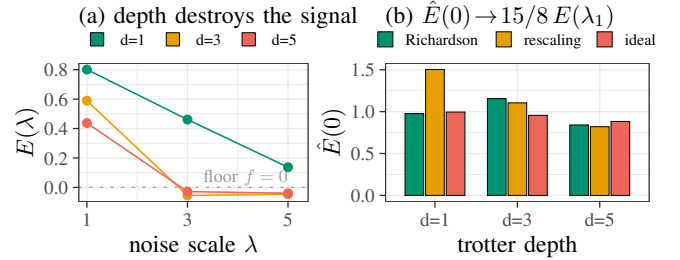 (a) depth destroys the signal
d=1 d=3 d=5
E(λ)
0.8
0.6
0.4
0.2
0.0
floor f = 0
1 3 5
noise scale λ
(b) Ê(0)→15/8 E(λ₁)
Richardson rescaling ideal
Ê(0)
1.5
1.0
0.5
0.0
d=1 d=3 d=5
trotter depth